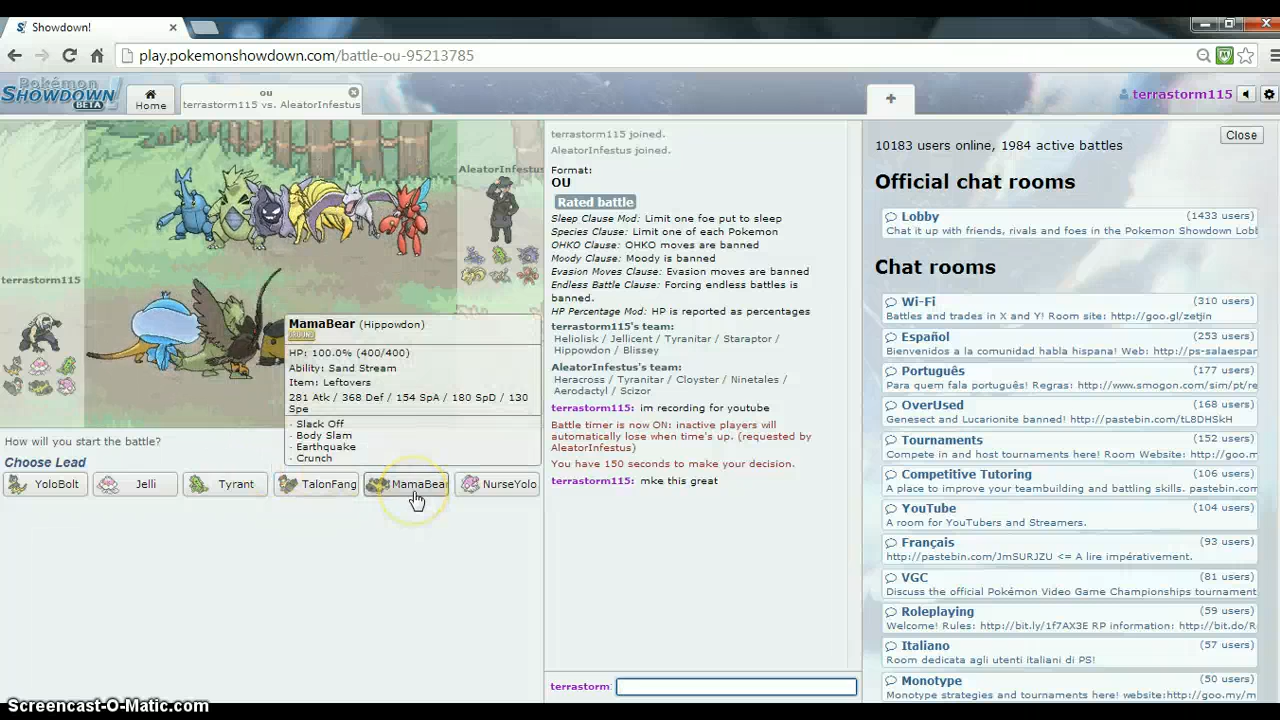 Showdown!
play.pokemonshowdown.com/battle-ou-95213785
Pokémon
SHOWDOWN
BETA
Home
ou
terrastorm115 vs. AleatorInfestus
terrastorm115
Close
terrastorm115
AleatorInfestus
MamaBear (Hippowdon)
GROUND
HP: 100.0% (400/400)
Ability: Sand Stream
Item: Leftovers
281 Atk / 368 Def / 154 SpA / 180 SpD / 130
Spe
· Slack Off
· Body Slam
· Earthquake
· Crunch
How will you start the battle?
Choose Lead
YoloBolt
Jelli
Tyrant
TalonFang
MamaBear
NurseYolo
terrastorm115 joined.
AleatorInfestus joined.
Format:
OU
Rated battle
Sleep Clause Mod: Limit one foe put to sleep
Species Clause: Limit one of each Pokemon
OHKO Clause: OHKO moves are banned
Moody Clause: Moody is banned
Evasion Moves Clause: Evasion moves are banned
Endless Battle Clause: Forcing endless battles is
banned.
HP Percentage Mod: HP is reported as percentages
terrastorm115's team:
Heliolisk / Jellicent / Tyranitar / Staraptor /
Hippowdon / Blissey
AleatorInfestus's team:
Heracross / Tyranitar / Cloyster / Ninetales /
Aerodactyl / Scizor
terrastorm115: im recording for youtube
Battle timer is now ON: inactive players will
automatically lose when time's up. (requested by
AleatorInfestus)
You have 150 seconds to make your decision.
terrastorm115: mke this great
terrastorm:
10183 users online, 1984 active battles
Official chat rooms
Lobby (1433 users)
Chat it up with friends, rivals and foes in the Pokemon Showdown Lobb
Chat rooms
Wi-Fi (310 users)
Battles and trades in X and Y! Room site: http://goo.gl/zetjin
Español (253 users)
Bienvenidos a la comunidad habla hispana! Web: http://ps-salaespar
Português (177 users)
Para quem fala português! Regras: http://www.smogon.com/sim/pt/re
OverUsed (168 users)
Genesect and Lucarionite banned! http://pastebin.com/tL8DHSkH
Tournaments (152 users)
Come in and host tournaments here! Room Website: http://goo.gl
Competitive Tutoring (106 users)
A place to improve your teambuilding and battling skills. pastebin.com
YouTube (104 users)
A room for YouTubers and Streamers.
Français (93 users)
http://pastebin.com/JmSURJZU <= A lire impérativement.
VGC (81 users)
Discuss the official Pokémon Video Game Championships tournament
Roleplaying (59 users)
Welcome! Rules: http://bit.ly/1f7AX3E RP information: http://bit.do/R
Italiano (57 users)
Room dedicata agli utenti italiani di PS!
Monotype (50 users)
Monotype strategies and tournaments here! website:http://goo.gy/m
Screencast-O-Matic.com